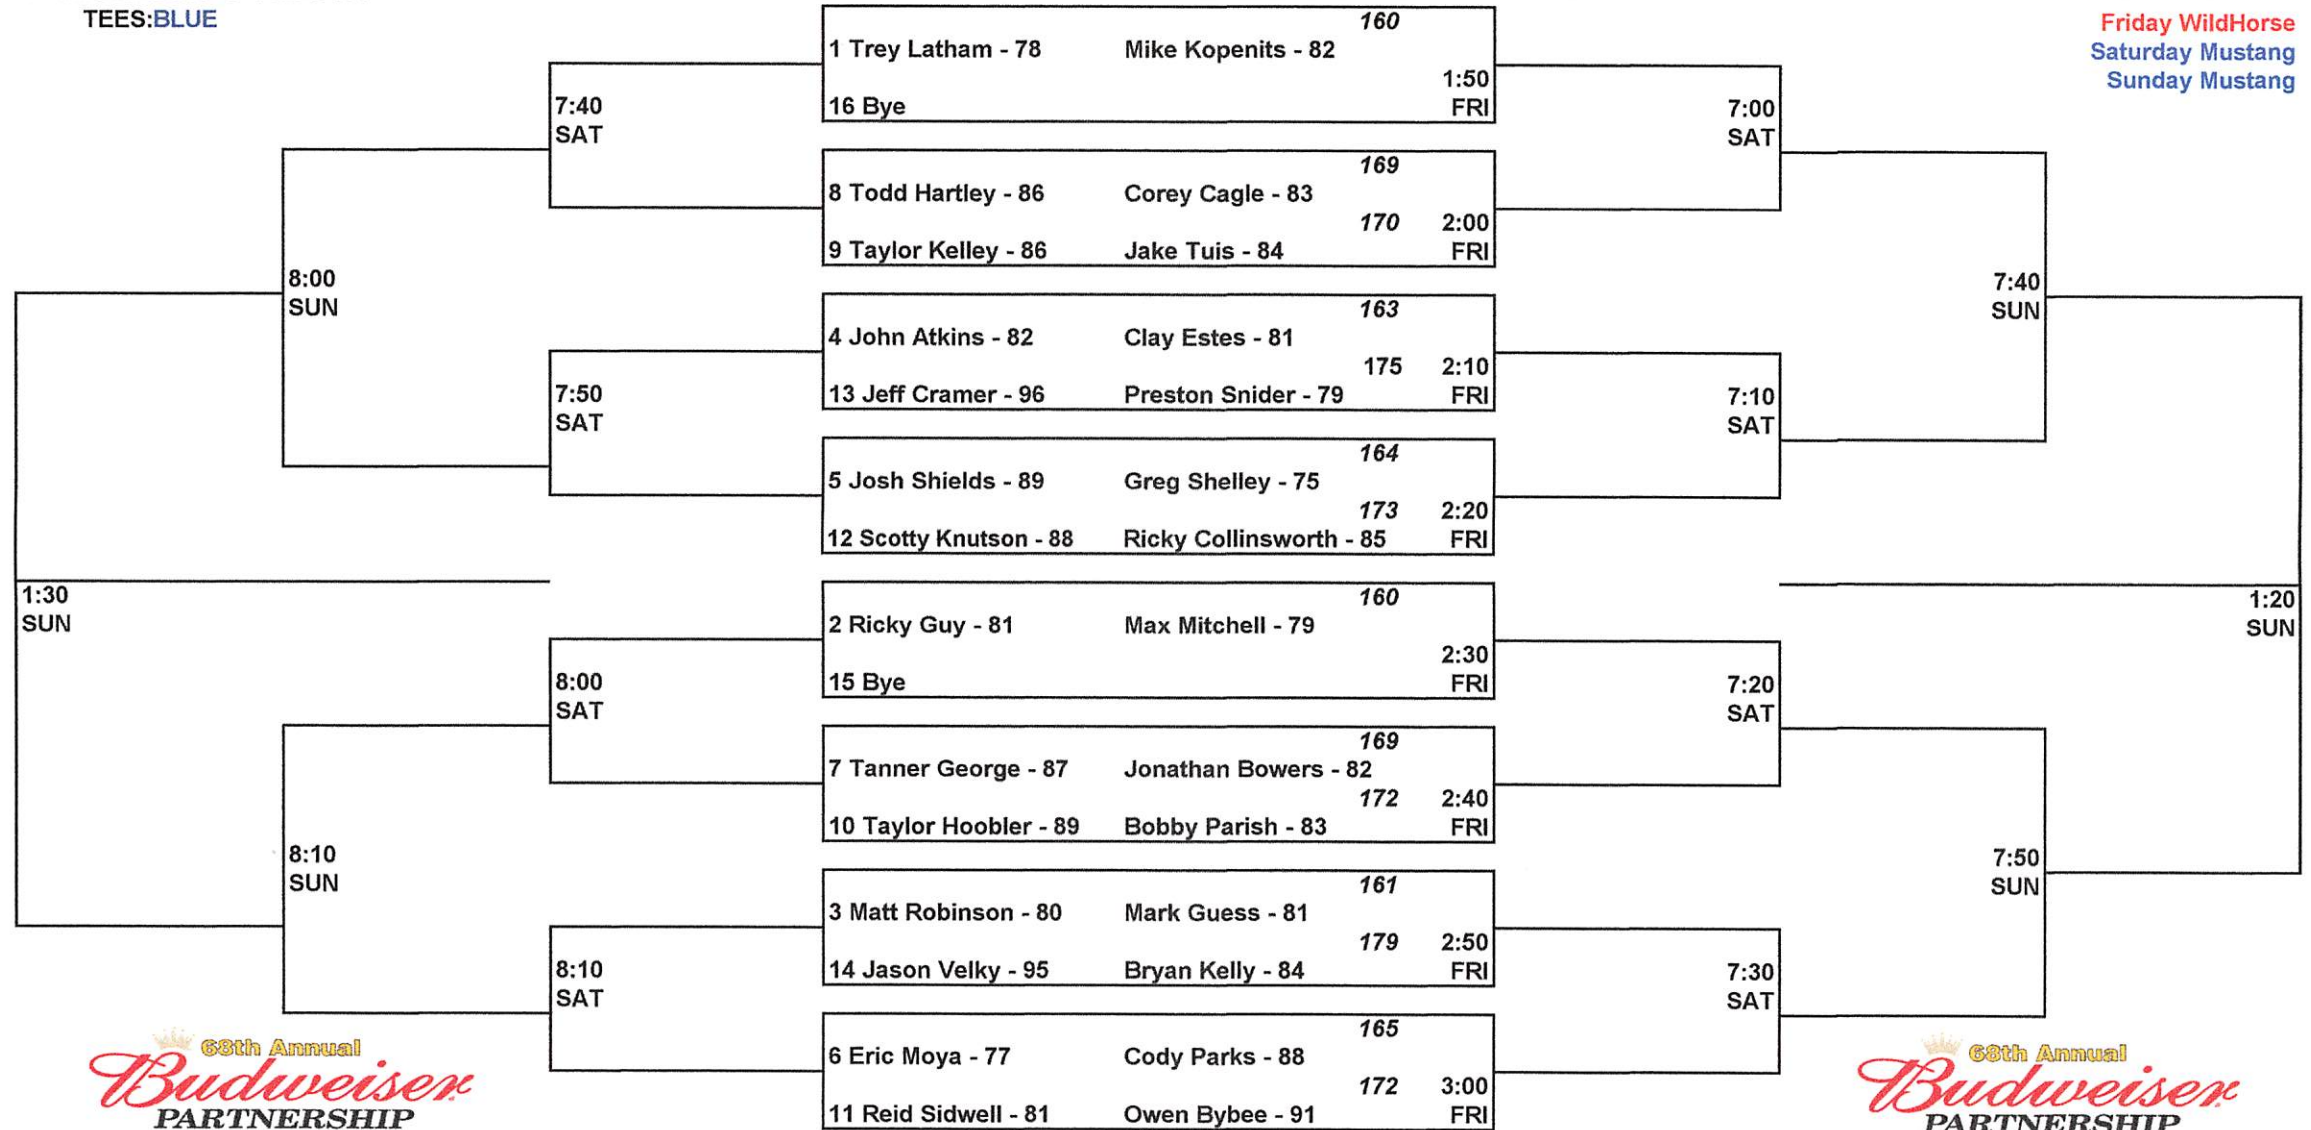 TEES:BLUE
Friday WildHorse
Saturday Mustang
Sunday Mustang
160
1 Trey Latham - 78 Mike Kopenits - 82
1:50
16 Bye FRI
7:40
SAT
7:00
SAT
169
8 Todd Hartley - 86 Corey Cagle - 83
170 2:00
9 Taylor Kelley - 86 Jake Tuis - 84 FRI
8:00
SUN
7:40
SUN
163
4 John Atkins - 82 Clay Estes - 81
175 2:10
13 Jeff Cramer - 96 Preston Snider - 79 FRI
7:50
SAT
7:10
SAT
164
5 Josh Shields - 89 Greg Shelley - 75
173 2:20
12 Scotty Knutson - 88 Ricky Collinsworth - 85 FRI
1:30
SUN
1:20
SUN
160
2 Ricky Guy - 81 Max Mitchell - 79
2:30
15 Bye FRI
8:00
SAT
7:20
SAT
169
7 Tanner George - 87 Jonathan Bowers - 82
172 2:40
10 Taylor Hoobler - 89 Bobby Parish - 83 FRI
8:10
SUN
7:50
SUN
161
3 Matt Robinson - 80 Mark Guess - 81
179 2:50
14 Jason Velky - 95 Bryan Kelly - 84 FRI
8:10
SAT
7:30
SAT
165
6 Eric Moya - 77 Cody Parks - 88
172 3:00
11 Reid Sidwell - 81 Owen Bybee - 91 FRI
68th Annual
Budweiser
PARTNERSHIP
68th Annual
Budweiser
PARTNERSHIP